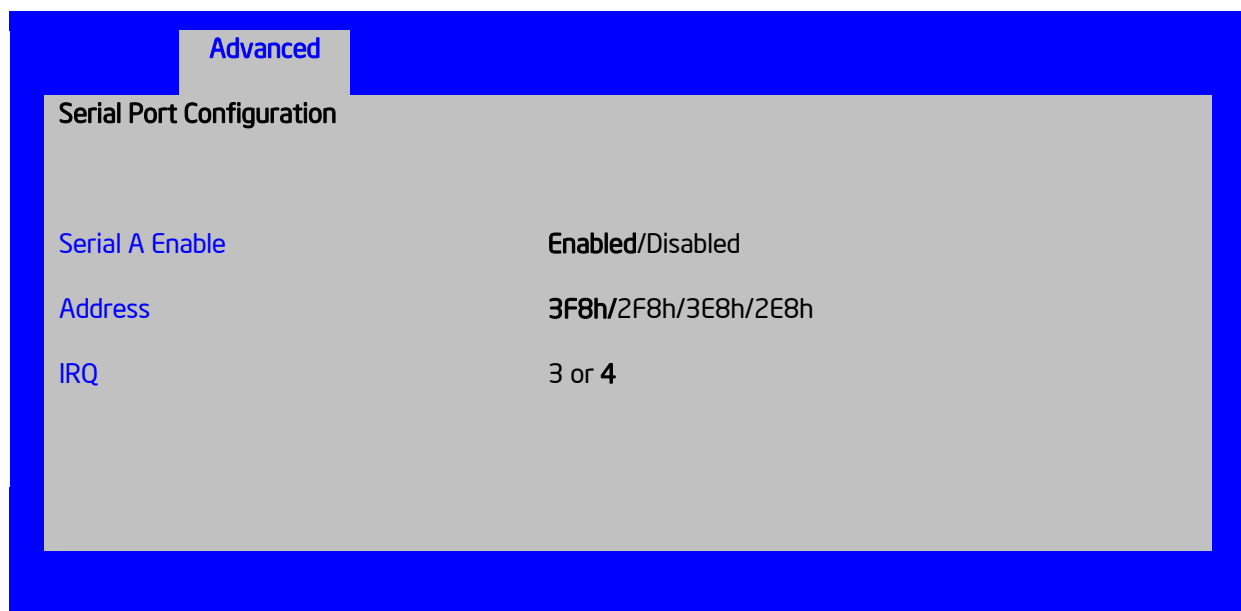 Advanced
Serial Port Configuration
Serial A Enable Enabled/Disabled
Address 3F8h/2F8h/3E8h/2E8h
IRQ 3 or 4